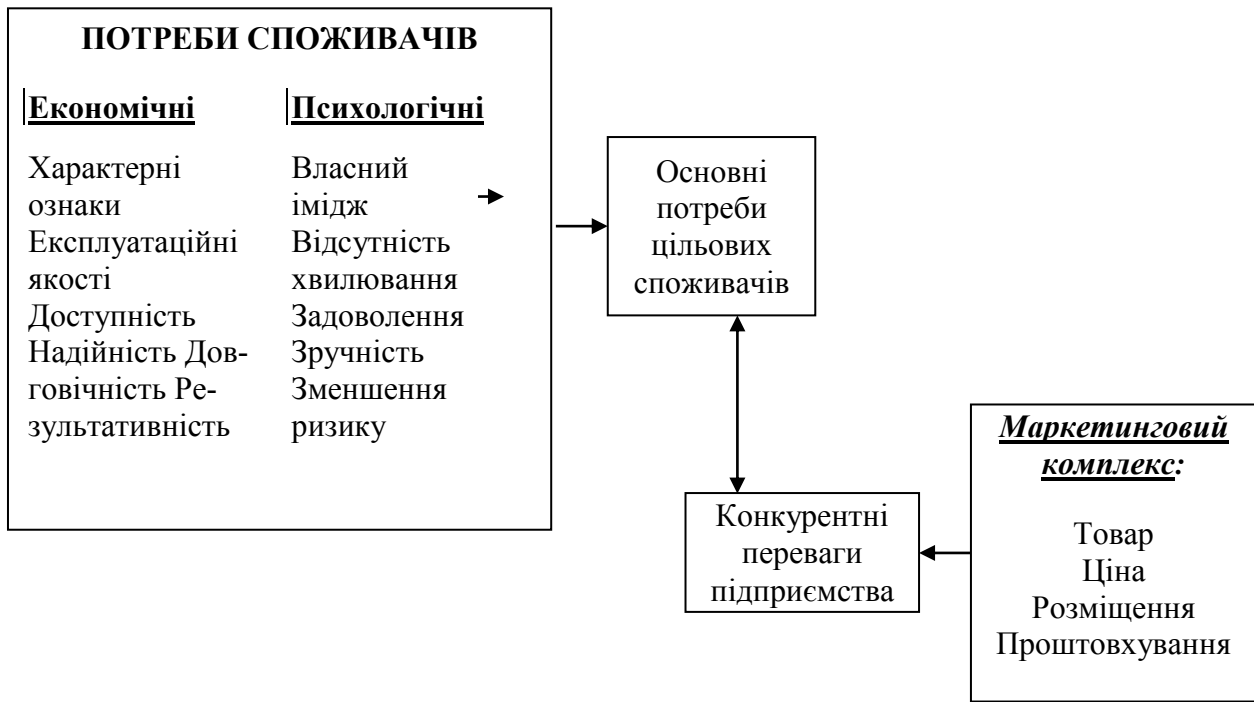 ПОТРЕБИ СПОЖИВАЧІВ
Економічні
Характерні
ознаки
Експлуатаційні
якості
Доступність
Надійність Дов-
говічність Ре-
зультативність
Психологічні
Власний
імідж
Відсутність
хвилювання
Задоволення
Зручність
Зменшення
ризику
Основні
потреби
цільових
споживачів
Конкурентні
переваги
підприємства
Маркетинговий
комплекс:
Товар
Ціна
Розміщення
Проштовхування